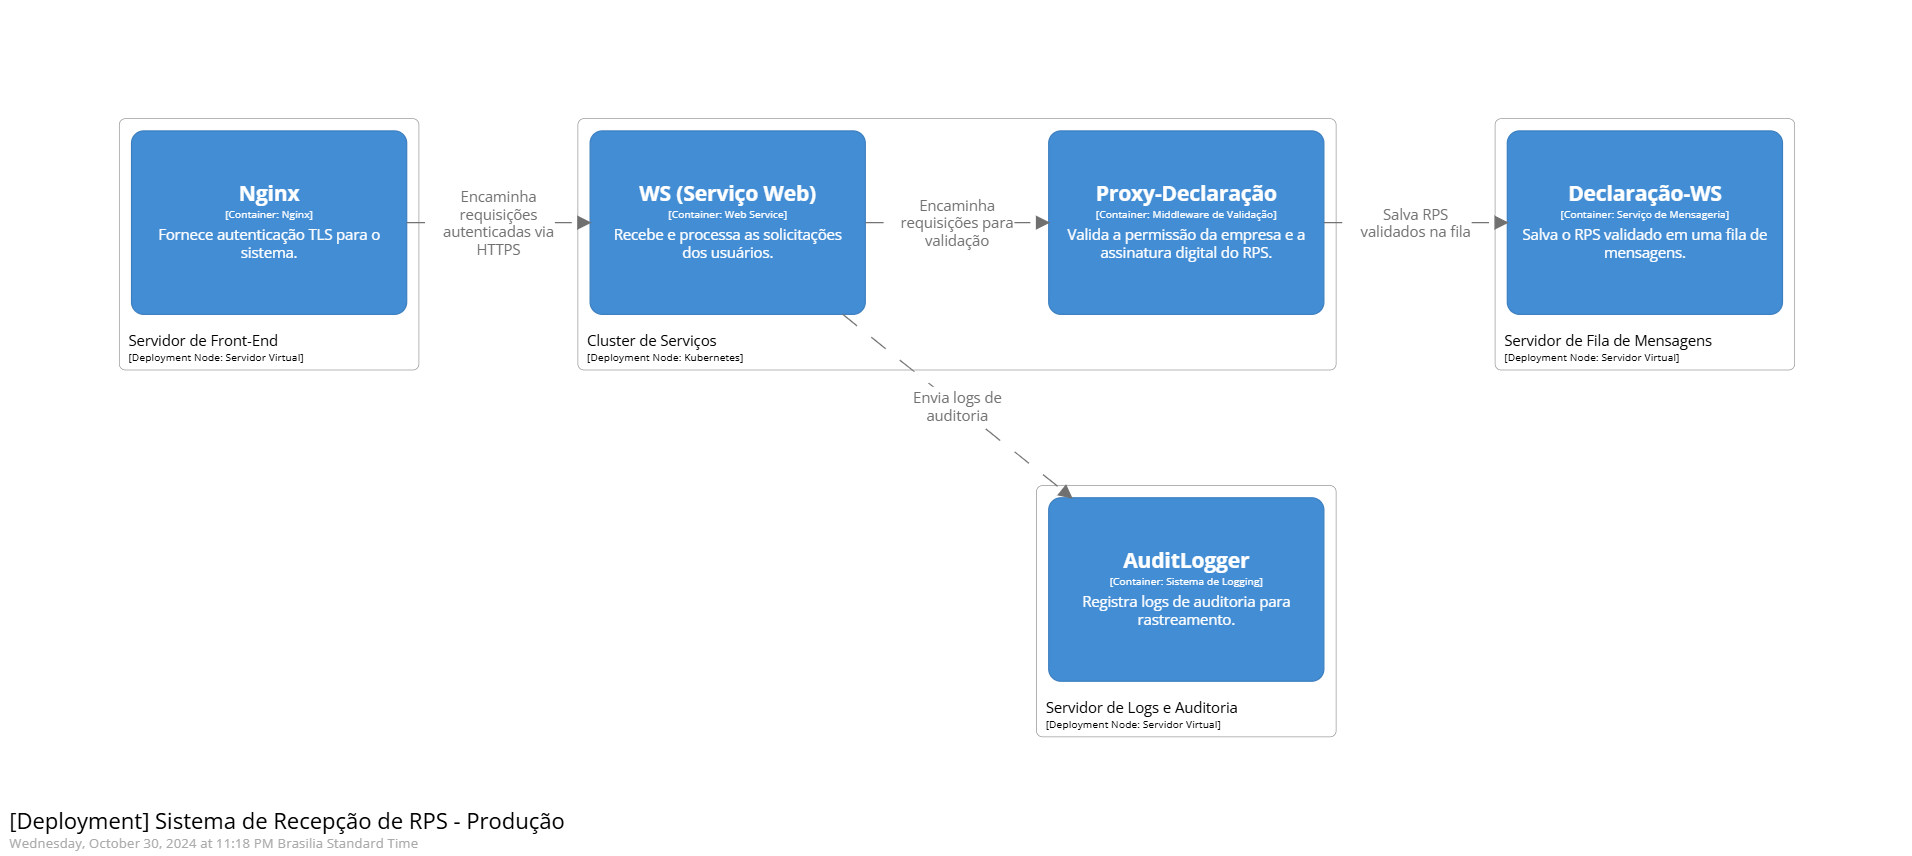 Nginx
[Container: Nginx]
Fornece autenticação TLS para o
sistema.
Servidor de Front-End
[Deployment Node: Servidor Virtual]
Encaminha
requisições
autenticadas via
HTTPS
WS (Serviço Web)
[Container: Web Service]
Recebe e processa as solicitações
dos usuários.
Encaminha
requisições para
validação
Proxy-Declaração
[Container: Middleware de Validação]
Valida a permissão da empresa e a
assinatura digital do RPS.
Cluster de Serviços
[Deployment Node: Kubernetes]
Salva RPS
validados na fila
Declaração-WS
[Container: Serviço de Mensageria]
Salva o RPS validado em uma fila de
mensagens.
Servidor de Fila de Mensagens
[Deployment Node: Servidor Virtual]
Envia logs de
auditoria
AuditLogger
[Container: Sistema de Logging]
Registra logs de auditoria para
rastreamento.
Servidor de Logs e Auditoria
[Deployment Node: Servidor Virtual]
[Deployment] Sistema de Recepção de RPS - Produção
Wednesday, October 30, 2024 at 11:18 PM Brasilia Standard Time